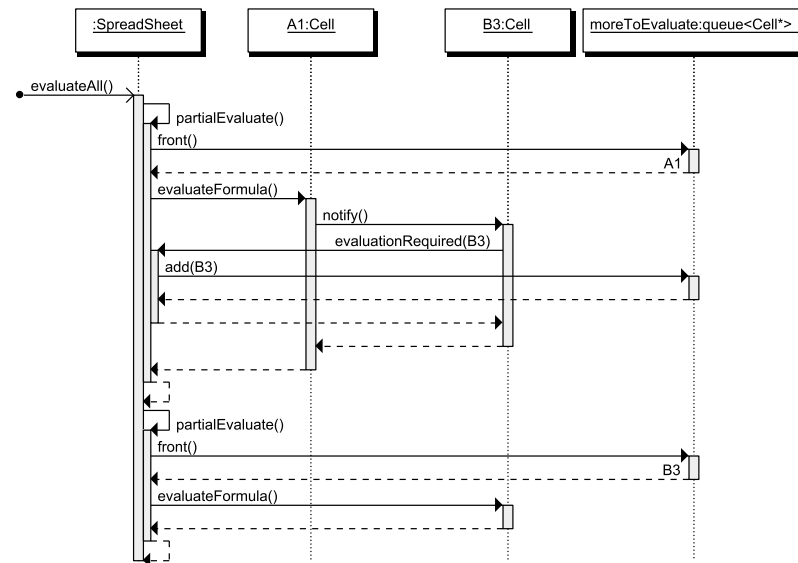 :SpreadSheet
A1:Cell
B3:Cell
moreToEvaluate:queue<Cell*>
evaluateAll()
partialEvaluate()
front()
A1
evaluateFormula()
notify()
evaluationRequired(B3)
add(B3)
partialEvaluate()
front()
B3
evaluateFormula()